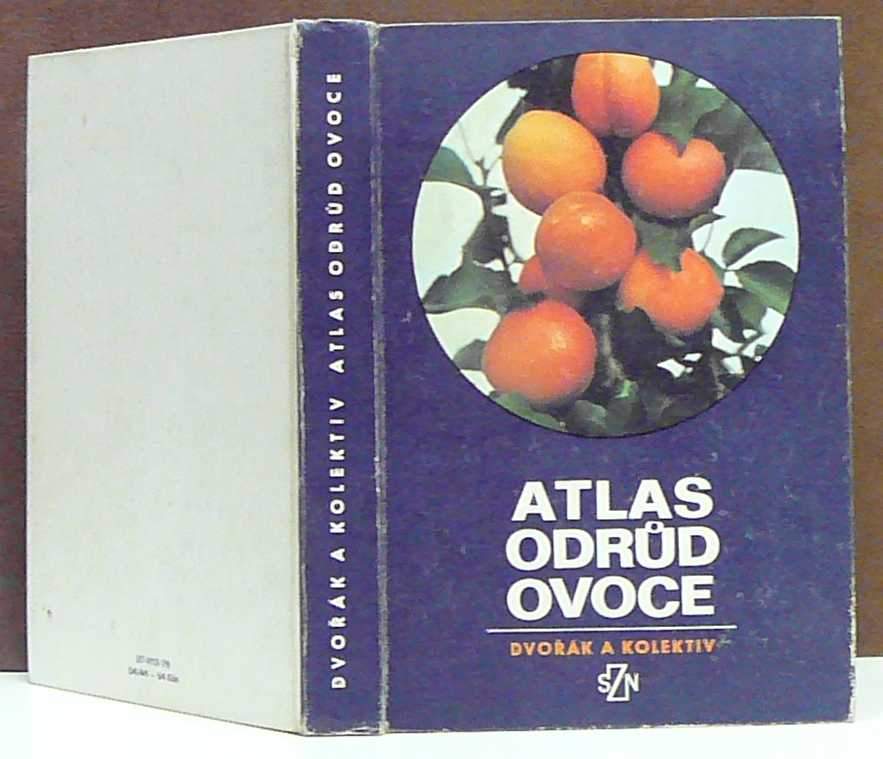 ATLAS
ODRŮD
OVOCE
DVOŘÁK A KOLEKTIV
SZN
DVOŘÁK A KOLEKTIV ATLAS ODRŮD OVOCE